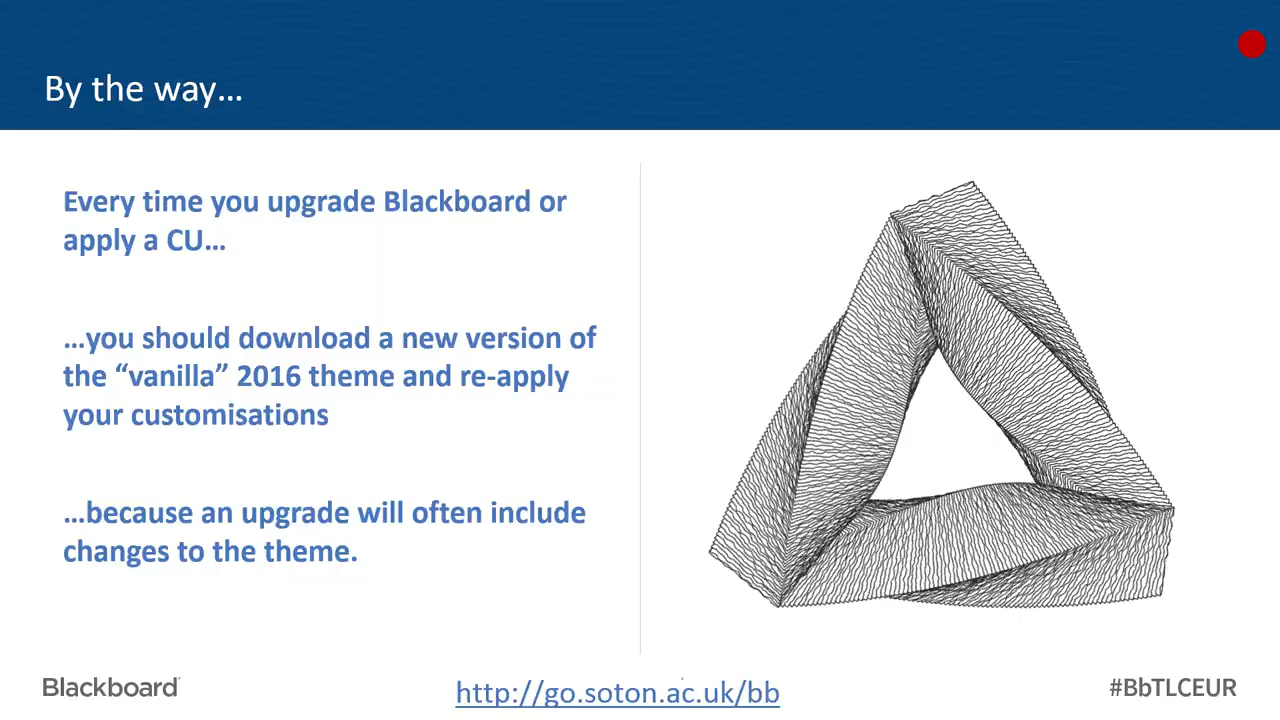 By the way…
Every time you upgrade Blackboard or
apply a CU…
…you should download a new version of
the “vanilla” 2016 theme and re-apply
your customisations
…because an upgrade will often include
changes to the theme.
Blackboard
http://go.soton.ac.uk/bb
#BbTLCEUR